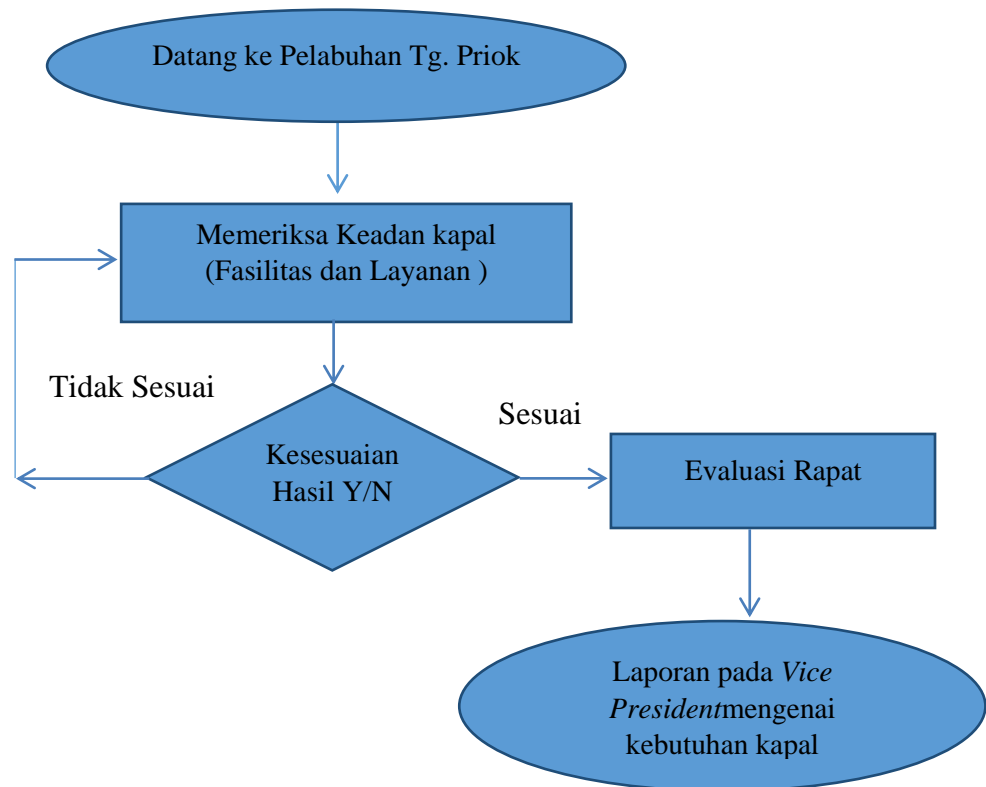 Datang ke Pelabuhan Tg. Priok
Memeriksa Keadan kapal
(Fasilitas dan Layanan )
Tidak Sesuai
Sesuai
Kesesuaian
Hasil Y/N
Evaluasi Rapat
Laporan pada Vice
Presidentmengenai
kebutuhan kapal